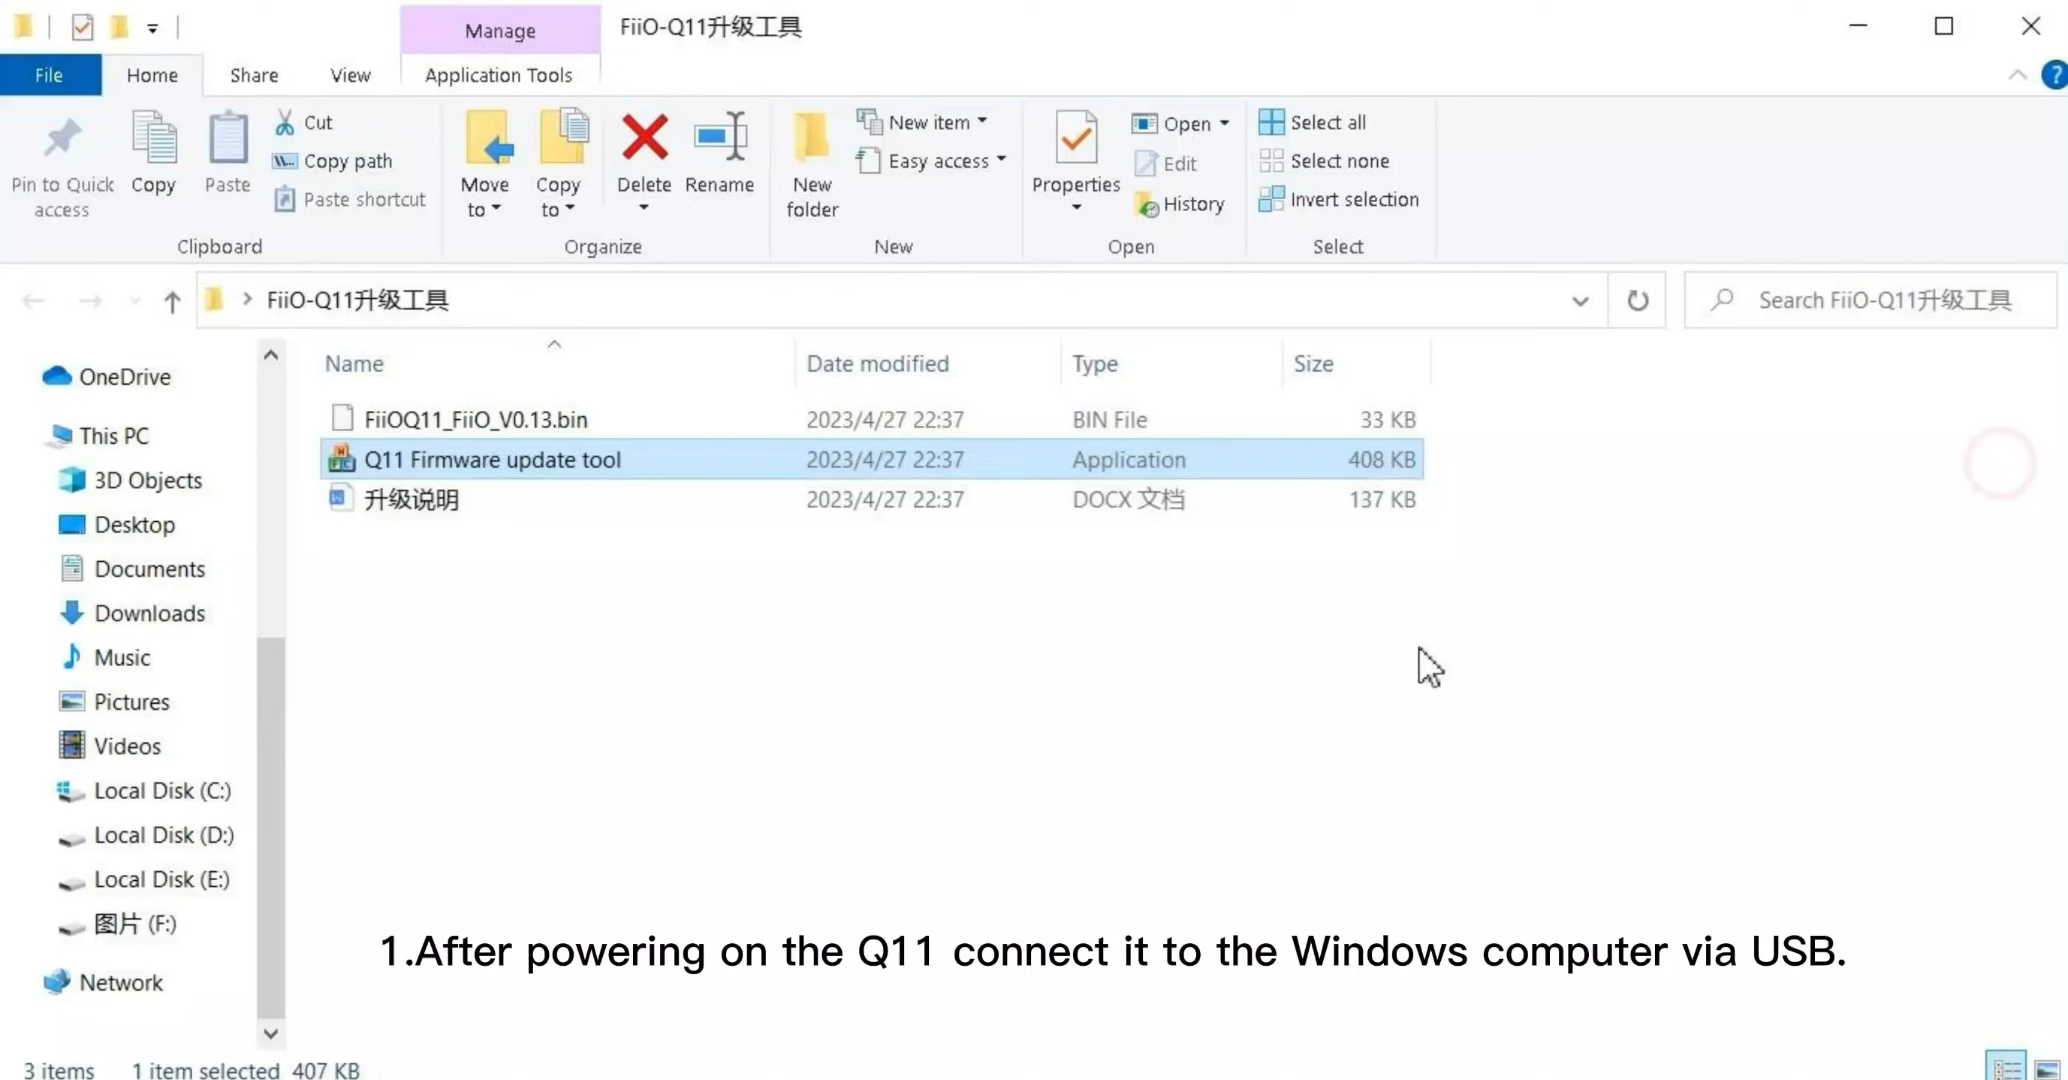 Manage
FiiO-Q11升级工具
File Home Share View Application Tools
Pin to Quick access
Copy
Paste
Cut
Copy path
Paste shortcut
Clipboard
Move to
Copy to
Delete
Rename
Organize
New folder
New item
Easy access
New
Properties
Open
Edit
History
Open
Select all
Select none
Invert selection
Select
FiiO-Q11升级工具
Search FiiO-Q11升级工具
OneDrive
This PC
3D Objects
Desktop
Documents
Downloads
Music
Pictures
Videos
Local Disk (C:)
Local Disk (D:)
Local Disk (E:)
图片 (F:)
Network
Name Date modified Type Size
FiiOQ11_FiiO_V0.13.bin 2023/4/27 22:37 BIN File 33 KB
Q11 Firmware update tool 2023/4/27 22:37 Application 408 KB
升级说明 2023/4/27 22:37 DOCX 文档 137 KB
1.After powering on the Q11 connect it to the Windows computer via USB.
3 items 1 item selected 407 KB